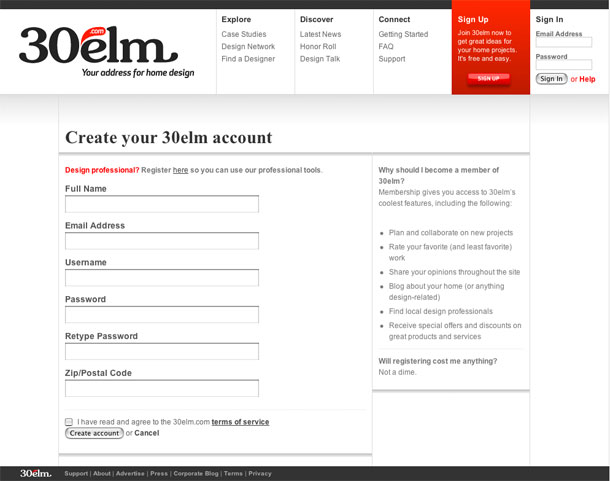 30elm
.com
Your address for home design
Explore
Case Studies
Design Network
Find a Designer
Discover
Latest News
Honor Roll
Design Talk
Connect
Getting Started
FAQ
Support
Sign Up
Join 30elm now to
get great ideas for
your home projects.
It's free and easy.
SIGN UP
Sign In
Email Address
Password
Sign In or Help
Create your 30elm account
Design professional? Register here so you can use our professional tools.
Full Name
Email Address
Username
Password
Retype Password
Zip/Postal Code
I have read and agree to the 30elm.com terms of service
Create account or Cancel
Why should I become a member of
30elm?
Membership gives you access to 30elm's
coolest features, including the following:
• Plan and collaborate on new projects
• Rate your favorite (and least favorite)
work
• Share your opinions throughout the site
• Blog about your home (or anything
design-related)
• Find local design professionals
• Receive special offers and discounts on
great products and services
Will registering cost me anything?
Not a dime.
30elm. Support | About | Advertise | Press | Corporate Blog | Terms | Privacy